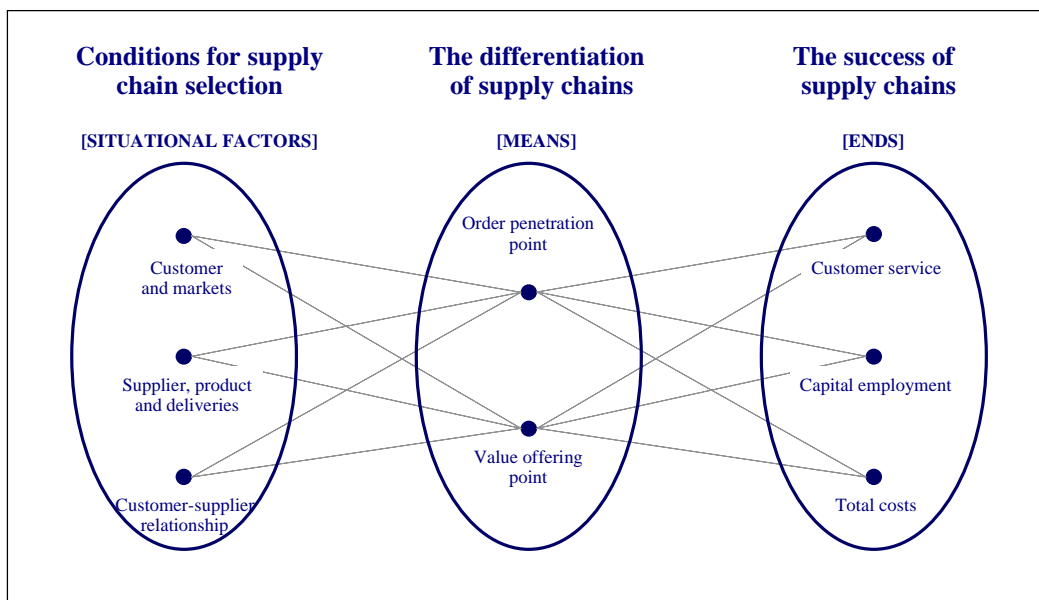 Conditions for supply
chain selection
[SITUATIONAL FACTORS]
Customer
and markets
Supplier, product
and deliveries
Customer-supplier
relationship
The differentiation
of supply chains
[MEANS]
Order penetration
point
Value offering
point
The success of
supply chains
[ENDS]
Customer service
Capital employment
Total costs